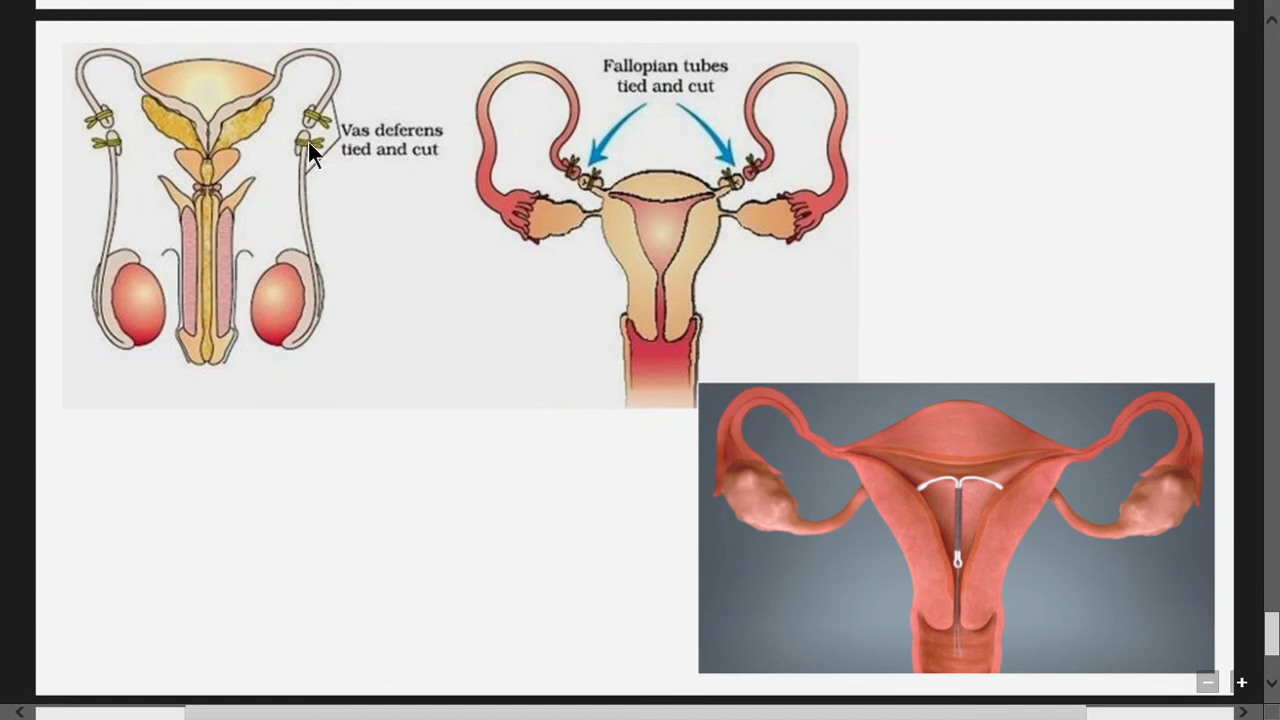 Vas deferens
tied and cut
Fallopian tubes
tied and cut